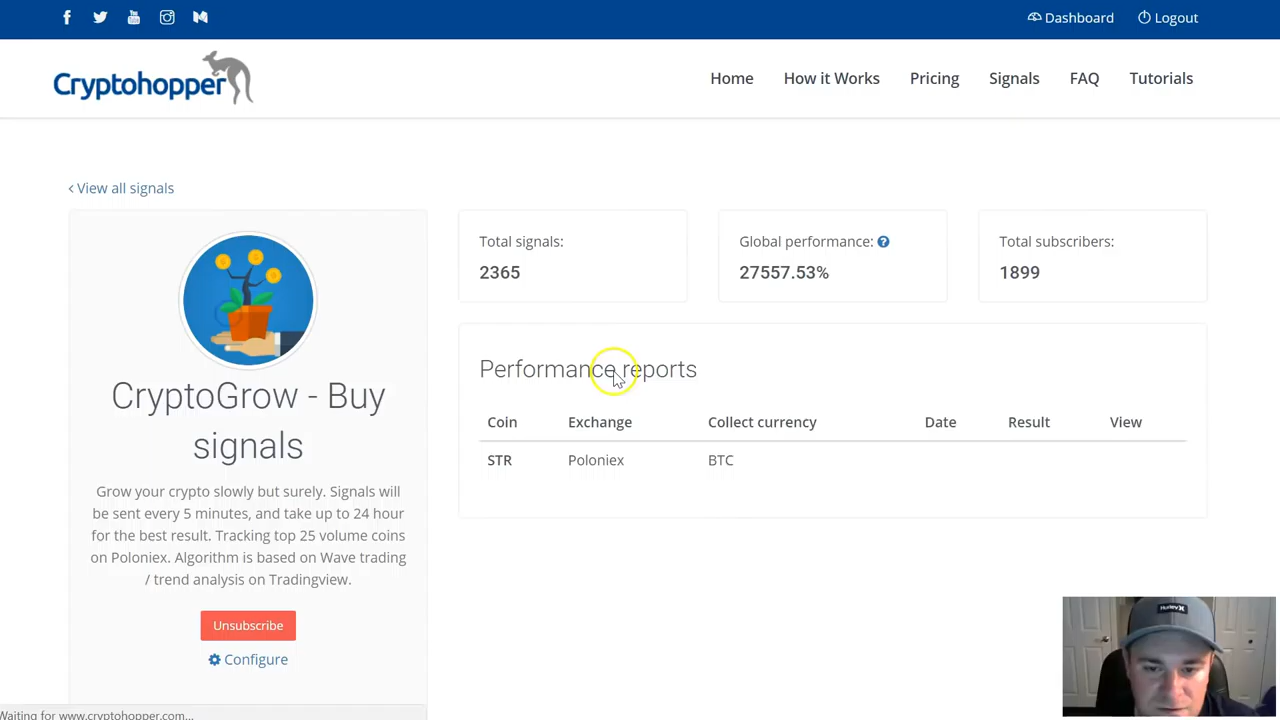 Dashboard
Logout
Cryptohopper
Home
How it Works
Pricing
Signals
FAQ
Tutorials
‹ View all signals
CryptoGrow - Buy
signals
Grow your crypto slowly but surely. Signals will
be sent every 5 minutes, and take up to 24 hour
for the best result. Tracking top 25 volume coins
on Poloniex. Algorithm is based on Wave trading
/ trend analysis on Tradingview.
Unsubscribe
Configure
Total signals:
2365
Global performance: ?
27557.53%
Total subscribers:
1899
Performance reports
Coin Exchange Collect currency Date Result View
STR Poloniex BTC
Waiting for www.cryptohopper.com...